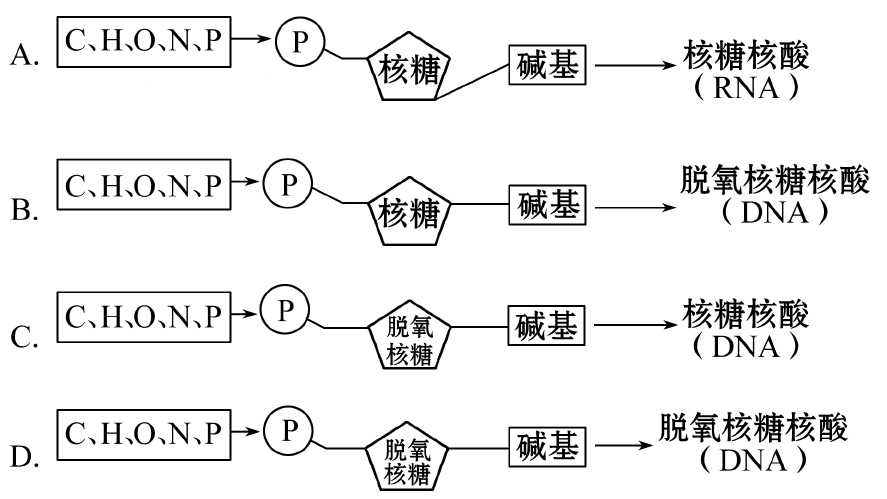 A. C、H、O、N、P P 核糖 碱基 核糖核酸
(RNA)
B. C、H、O、N、P P 核糖 碱基 脱氧核糖核酸
(DNA)
C. C、H、O、N、P P 脱氧 碱基 核糖核酸
核糖 (DNA)
D. C、H、O、N、P P 脱氧 碱基 脱氧核糖核酸
核糖 (DNA)